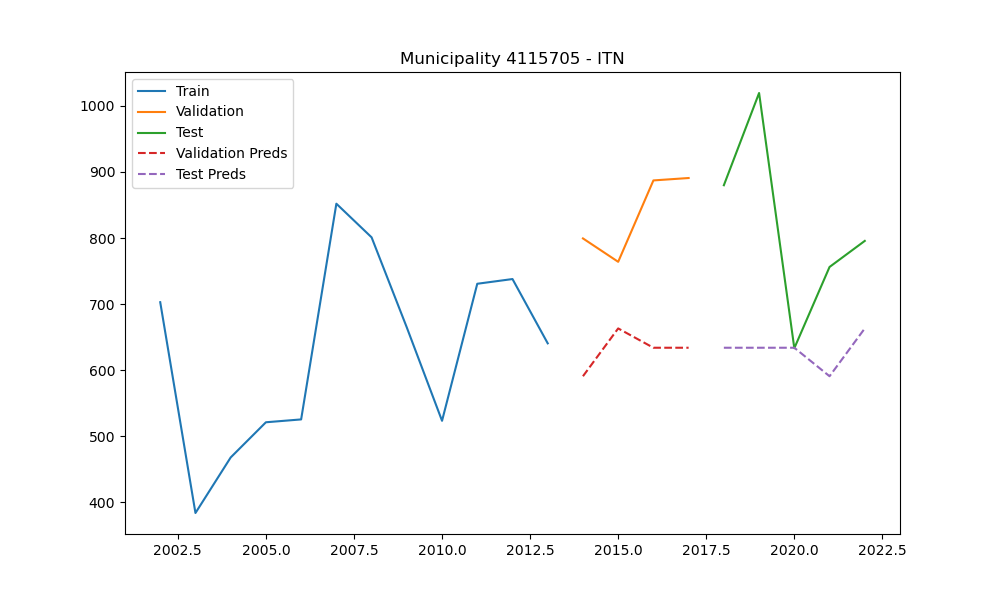 Municipality 4115705 - ITN
Train
Validation
Test
Validation Preds
Test Preds
1000
900
800
700
600
500
400
2002.5 2005.0 2007.5 2010.0 2012.5 2015.0 2017.5 2020.0 2022.5